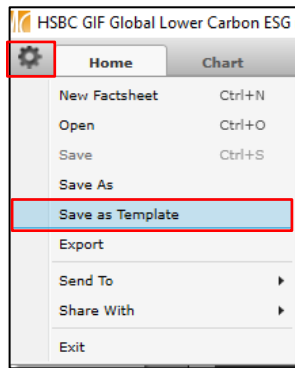 HSBC GIF Global Lower Carbon ESG
Home Chart
New Factsheet Ctrl+N
Open Ctrl+O
Save Ctrl+S
Save As
Save as Template
Export
Send To
Share With
Exit